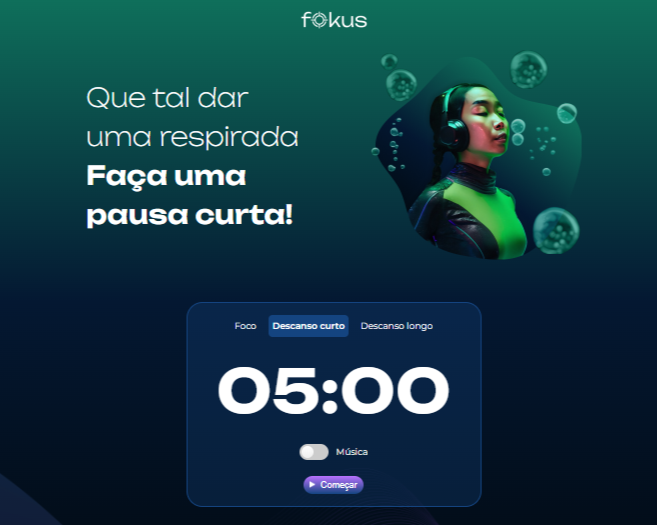 fokus
Que tal dar
uma respirada
Faça uma
pausa curta!
Foco Descanso curto Descanso longo
05:00
Música
Começar